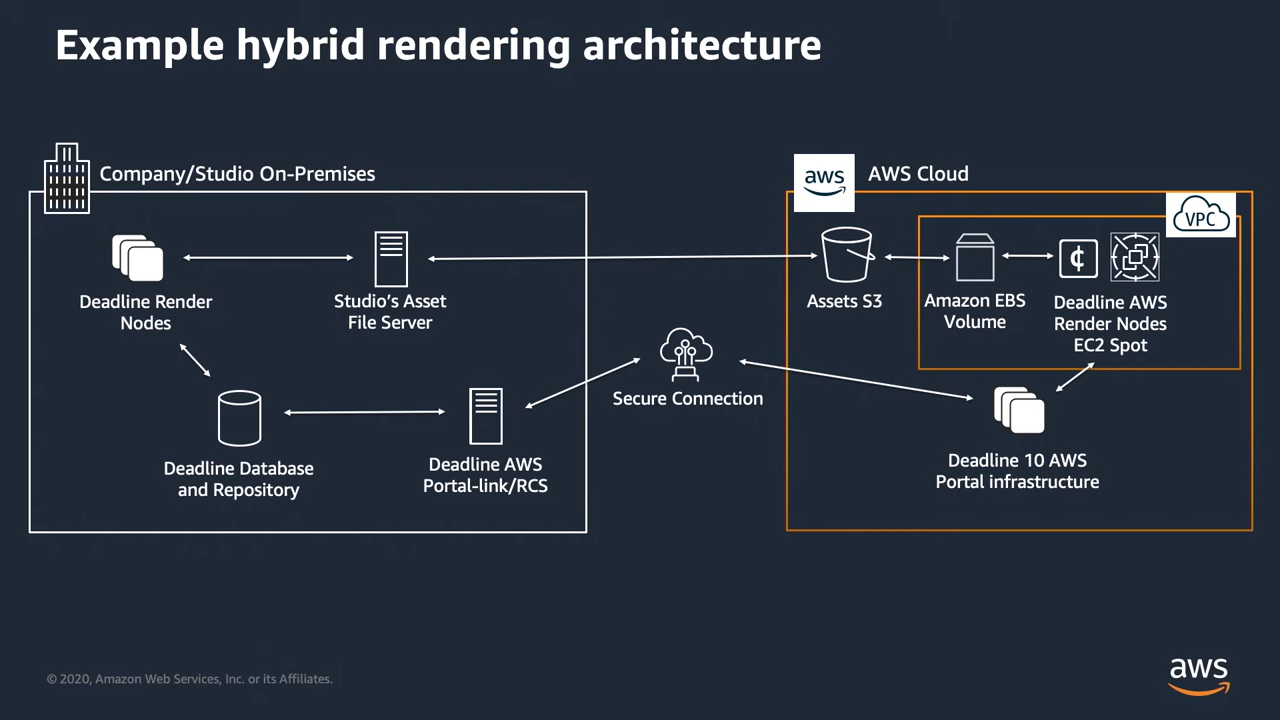 Example hybrid rendering architecture
Company/Studio On-Premises
aws
AWS Cloud
VPC
Deadline Render
Nodes
Studio's Asset
File Server
Assets S3
Amazon EBS
Volume
¢
Deadline AWS
Render Nodes
EC2 Spot
Secure Connection
Deadline Database
and Repository
Deadline AWS
Portal-link/RCS
Deadline 10 AWS
Portal infrastructure
© 2020, Amazon Web Services, Inc. or its Affiliates.
aws